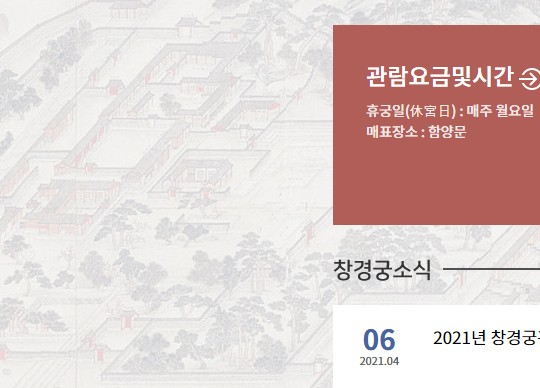 관람요금및시간
휴궁일(休宮日) : 매주 월요일
매표장소 : 함양문
창경궁소식
06
2021년 창경궁
2021.04